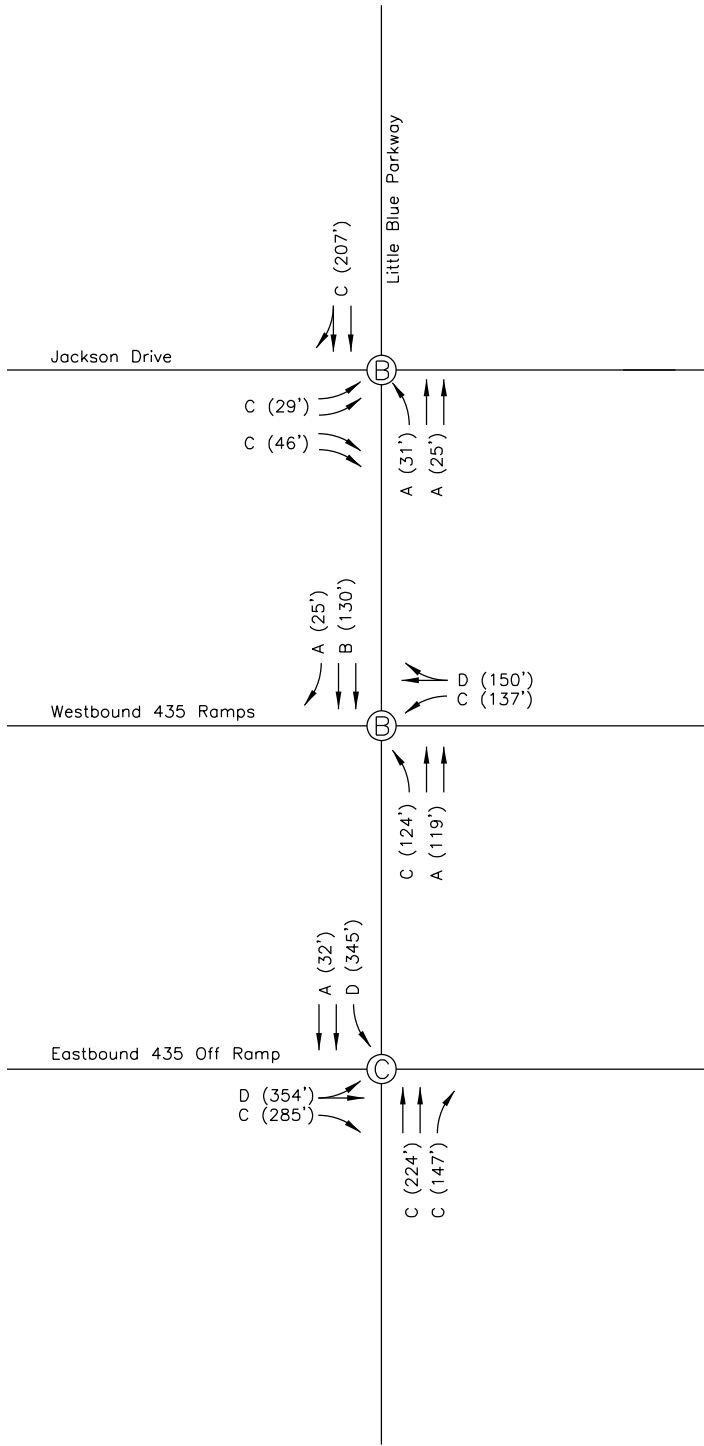 Little Blue Parkway
C (207')
Jackson Drive
B
C (29')
C (46')
A (31')
A (25')
A (25')
B (130')
D (150')
C (137')
Westbound 435 Ramps
B
C (124')
A (119')
A (32')
D (345')
Eastbound 435 Off Ramp
C
D (354')
C (285')
C (224')
C (147')